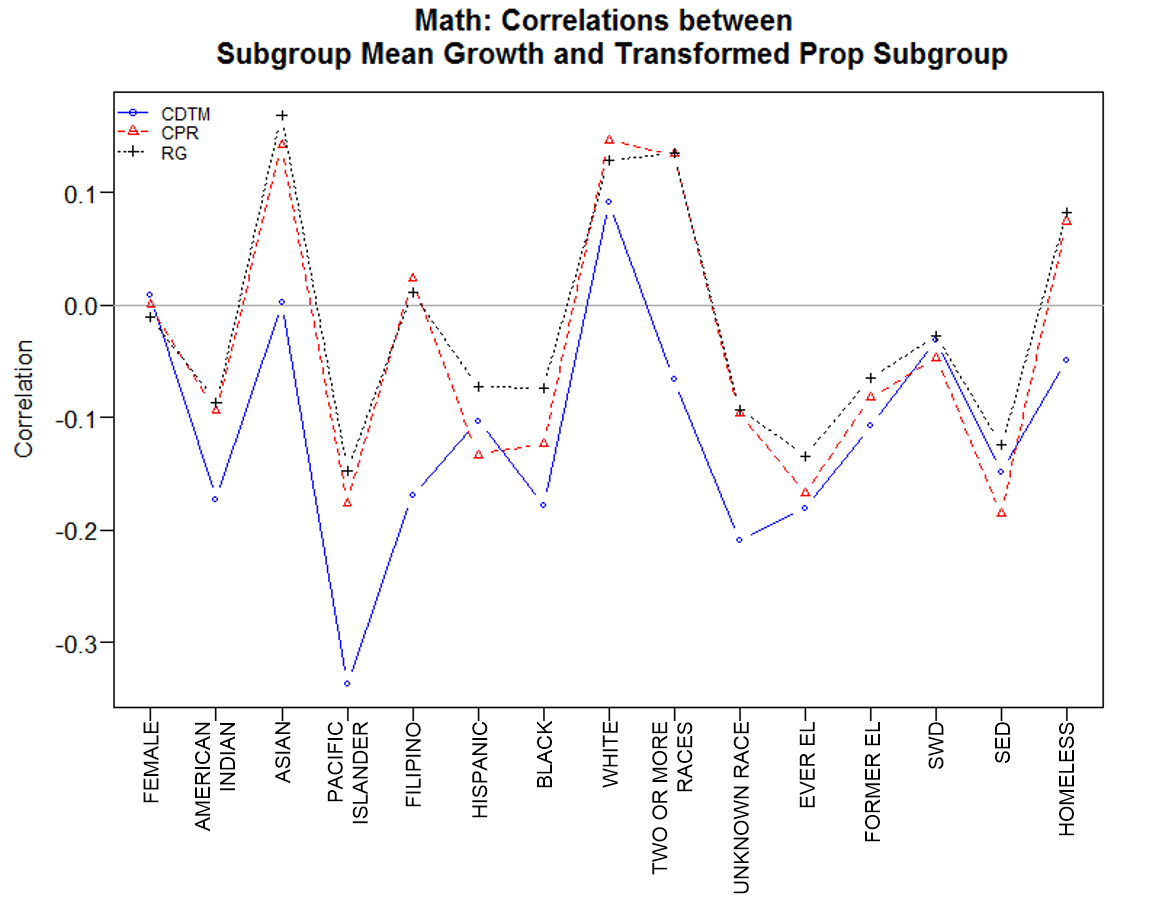 Math: Correlations between
Subgroup Mean Growth and Transformed Prop Subgroup
CDTM
CPR
RG
Correlation
0.1
0.0
-0.1
-0.2
-0.3
FEMALE
AMERICAN
INDIAN
ASIAN
PACIFIC
ISLANDER
FILIPINO
HISPANIC
BLACK
WHITE
TWO OR MORE
RACES
UNKNOWN RACE
EVER EL
FORMER EL
SWD
SED
HOMELESS